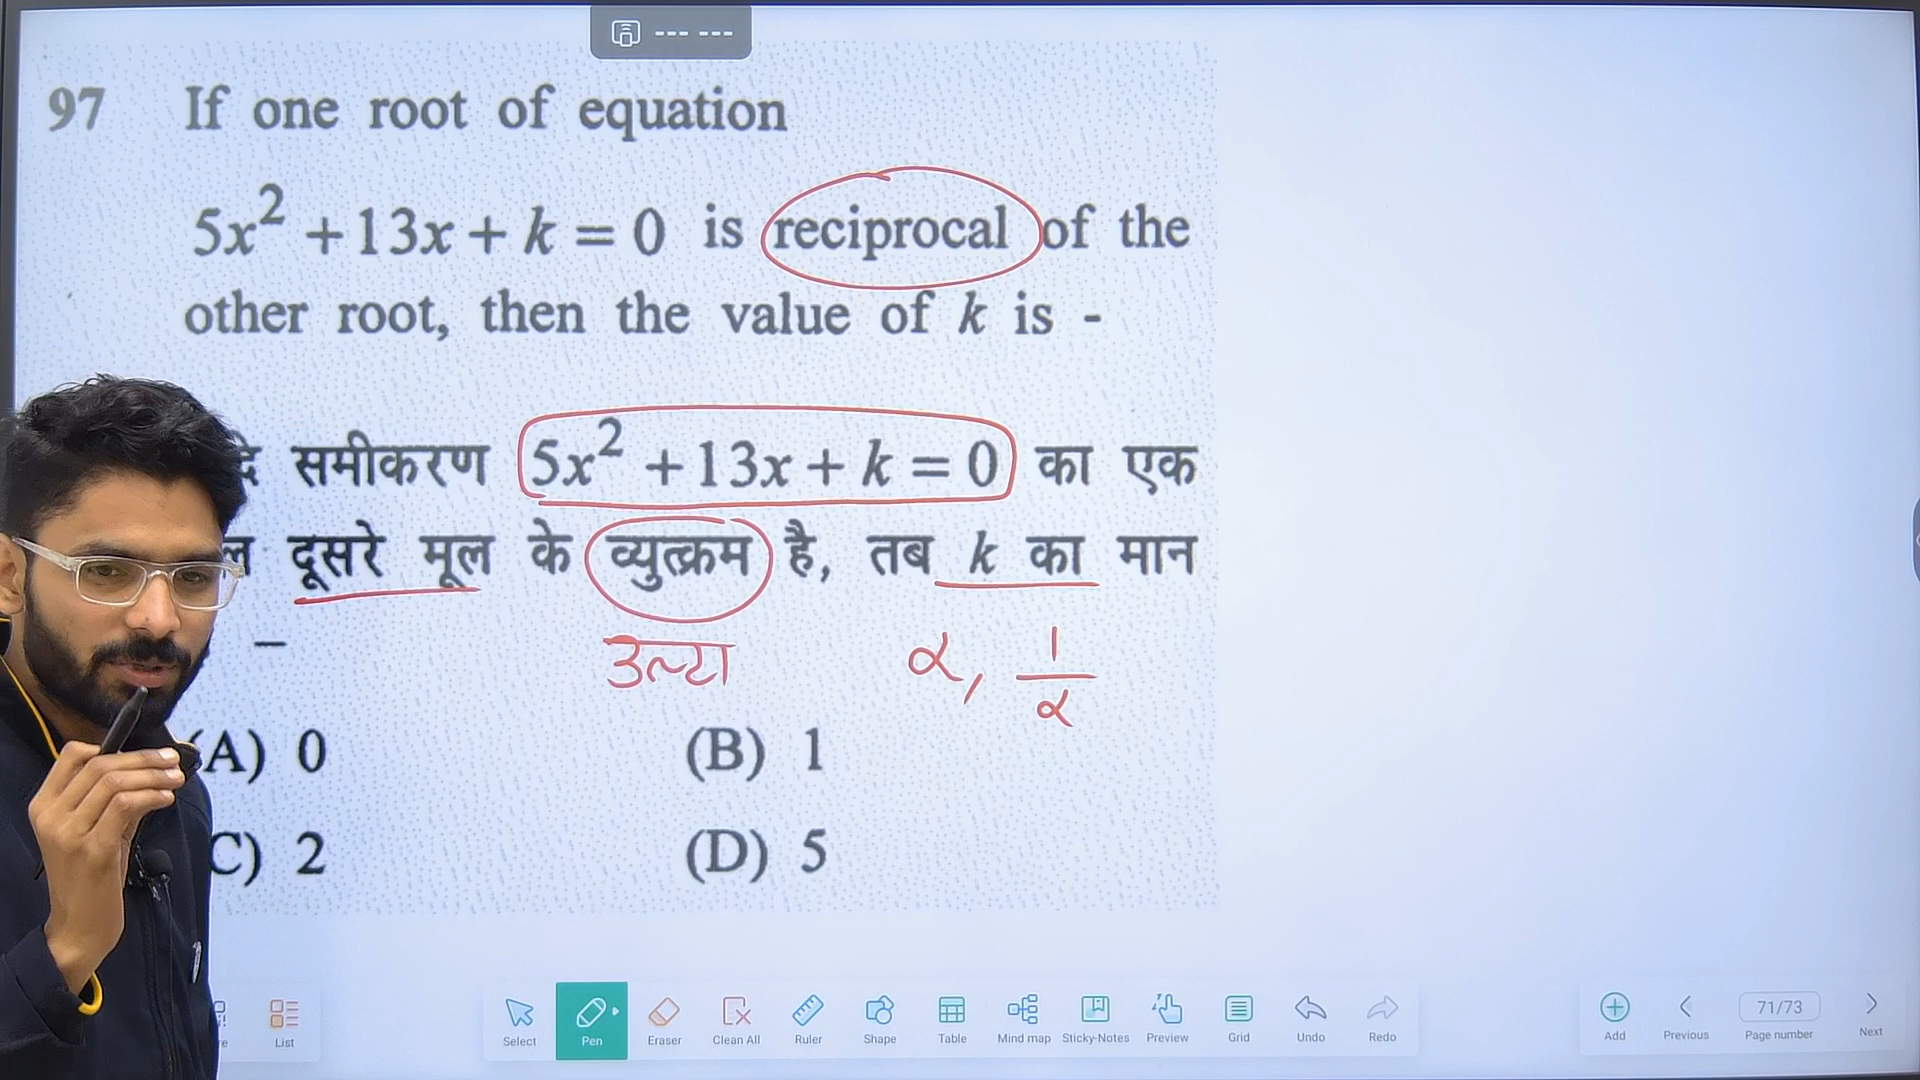 97 If one root of equation
5x² + 13x + k = 0 is reciprocal of the
other root, then the value of k is -
समीकरण 5x² + 13x + k = 0 का एक
दूसरे मूल के व्युत्क्रम है, तब k का मान
–
उल्टा α, 1/α
(A) 0 (B) 1
C) 2 (D) 5
List Select Pen Eraser Clean All Ruler Shape Table Mind map Sticky-Notes Preview Grid Undo Redo Add Previous 71/73 Page number Next